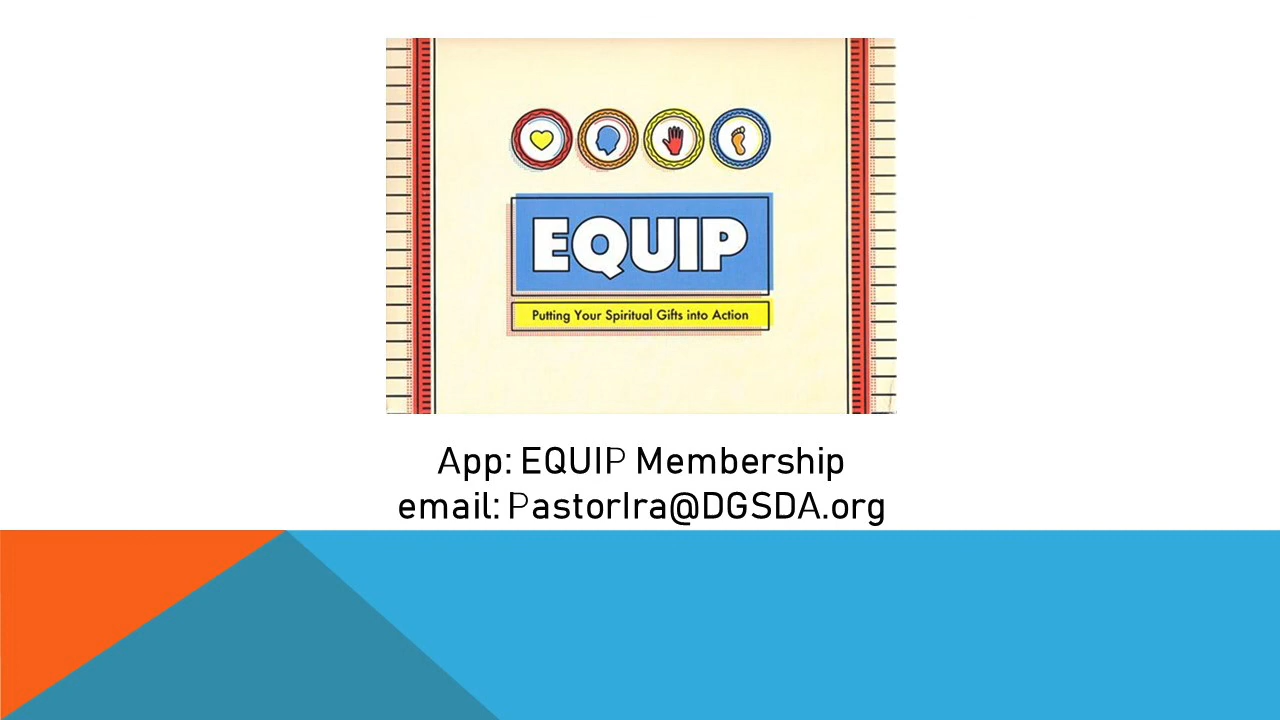 EQUIP
Putting Your Spiritual Gifts into Action
App: EQUIP Membership
email: PastorIra@DGSDA.org